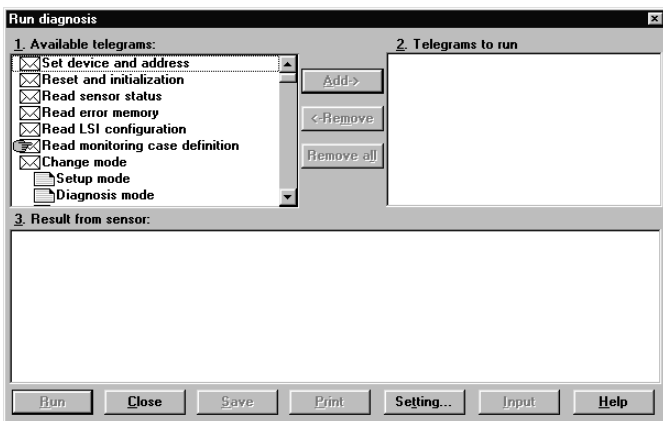 Run diagnosis
1. Available telegrams:
Set device and address
Reset and initialization
Read sensor status
Read error memory
Read LSI configuration
Read monitoring case definition
Change mode
Setup mode
Diagnosis mode
Add->
<-Remove
Remove all
2. Telegrams to run
3. Result from sensor:
Run Close Save Print Setting... Input Help